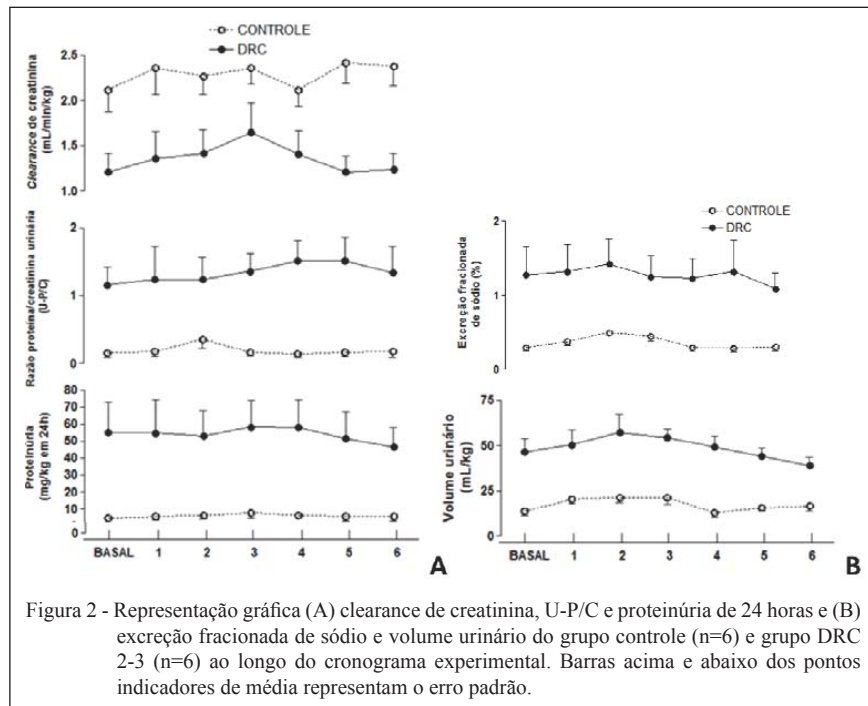 CONTROLE
DRC
2.5
2.0
1.5
1.0
Clearance de creatinina
(mL/min/kg)
2
1
0
Razão proteína/creatinina urinária
(U-P/C)
80
70
60
50
40
30
20
10
0
Proteinúria
(mg/kg em 24h)
BASAL 1 2 3 4 5 6
A
CONTROLE
DRC
2
1
0
Excreção fracionada
de sódio (%)
75
50
25
0
Volume urinário
(mL/kg)
BASAL 1 2 3 4 5 6
B
Figura 2 - Representação gráfica (A) clearance de creatinina, U-P/C e proteinúria de 24 horas e (B)
excreção fracionada de sódio e volume urinário do grupo controle (n=6) e grupo DRC
2-3 (n=6) ao longo do cronograma experimental. Barras acima e abaixo dos pontos
indicadores de média representam o erro padrão.